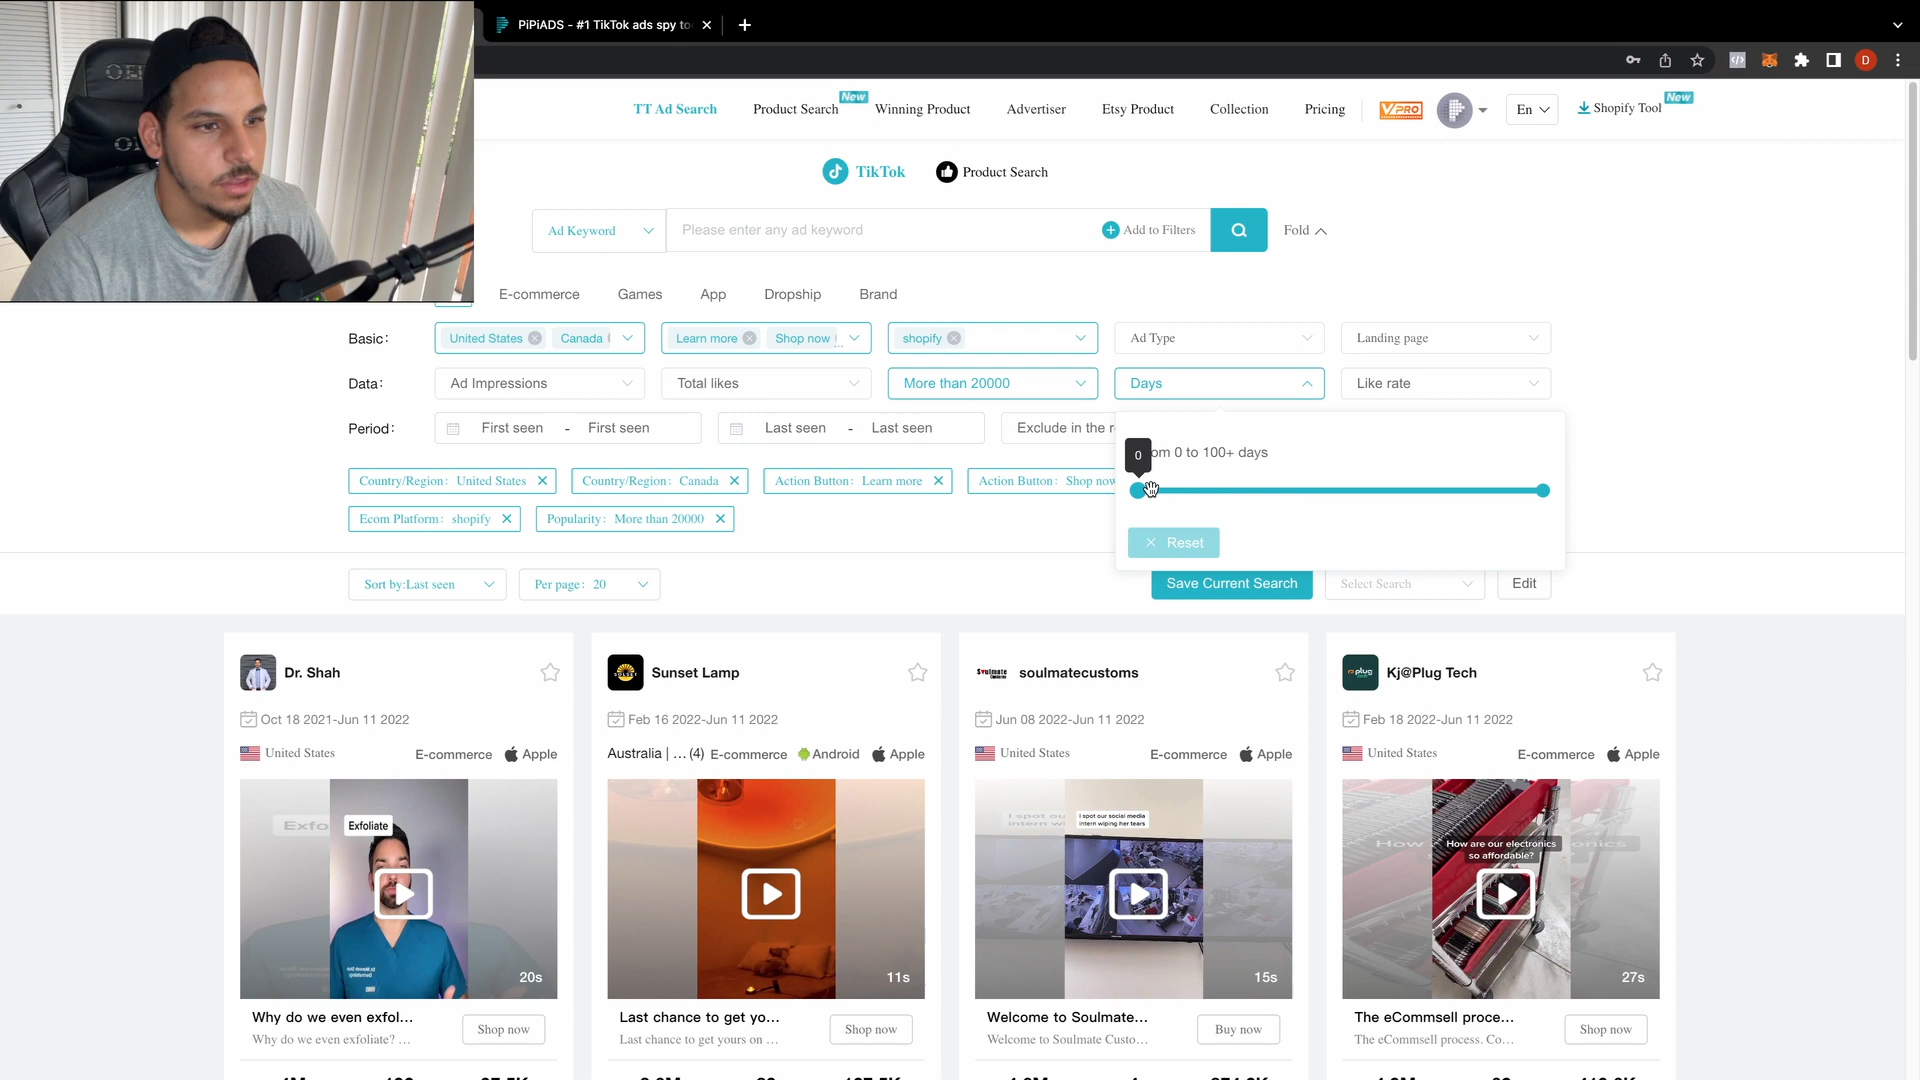 PiPiADS - #1 TikTok ads spy to
TT Ad Search
Product Search
New
Winning Product
Advertiser
Etsy Product
Collection
Pricing
VPRO
En
Shopify Tool
New
TikTok
Product Search
Ad Keyword
Please enter any ad keyword
Add to Filters
Fold
E-commerce
Games
App
Dropship
Brand
Basic:
United States
Canada
Learn more
Shop now
...
shopify
Ad Type
Landing page
Data:
Ad Impressions
Total likes
More than 20000
Days
Like rate
Period:
First seen - First seen
Last seen - Last seen
Exclude in the r
0
om 0 to 100+ days
Country/Region: United States
Country/Region: Canada
Action Button: Learn more
Action Button: Shop now
Ecom Platform: shopify
Popularity: More than 20000
Reset
Sort by:Last seen
Per page: 20
Save Current Search
Select Search
Edit
Dr. Shah
Oct 18 2021-Jun 11 2022
United States
E-commerce
Apple
Exfo
Exfoliate
20s
Why do we even exfol...
Why do we even exfoliate? ...
Shop now
Sunset Lamp
Feb 16 2022-Jun 11 2022
Australia | ... (4)
E-commerce
Android
Apple
11s
Last chance to get yo...
Last chance to get yours on ...
Shop now
soulmatecustoms
Jun 08 2022-Jun 11 2022
United States
E-commerce
Apple
I spot our social media
intern wiping her tears
15s
Welcome to Soulmate...
Welcome to Soulmate Custo...
Buy now
Kj@Plug Tech
Feb 18 2022-Jun 11 2022
United States
E-commerce
Apple
How are our electronics
so affordable?
27s
The eCommsell proce...
The eCommsell process. Co...
Shop now